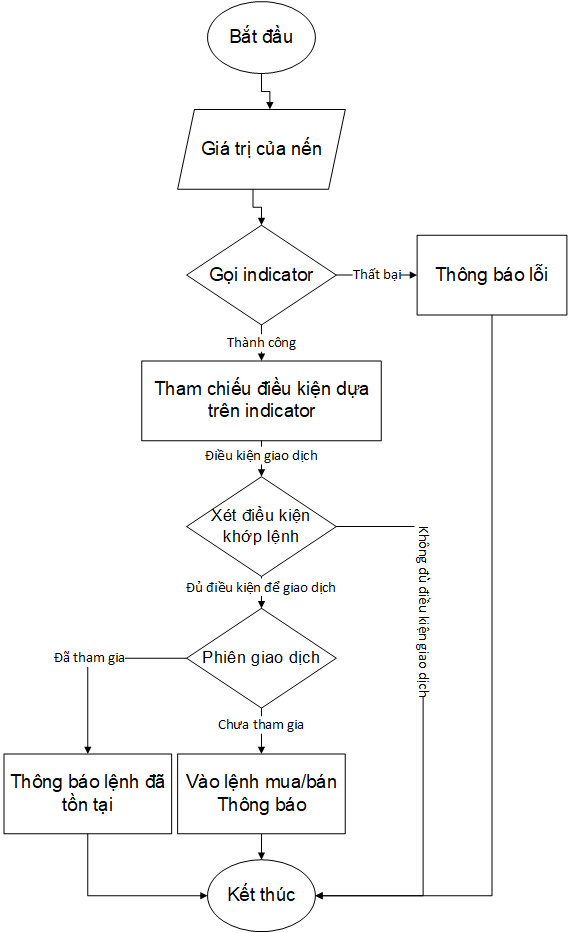 Bắt đầu
Giá trị của nến
Gọi indicator
Thất bại
Thông báo lỗi
Thành công
Tham chiếu điều kiện dựa
trên indicator
Điều kiện giao dịch
Xét điều kiện
khớp lệnh
Không đủ điều kiện giao dịch
Đủ điều kiện để giao dịch
Phiên giao dịch
Đã tham gia
Chưa tham gia
Thông báo lệnh đã
tồn tại
Vào lệnh mua/bán
Thông báo
Kết thúc